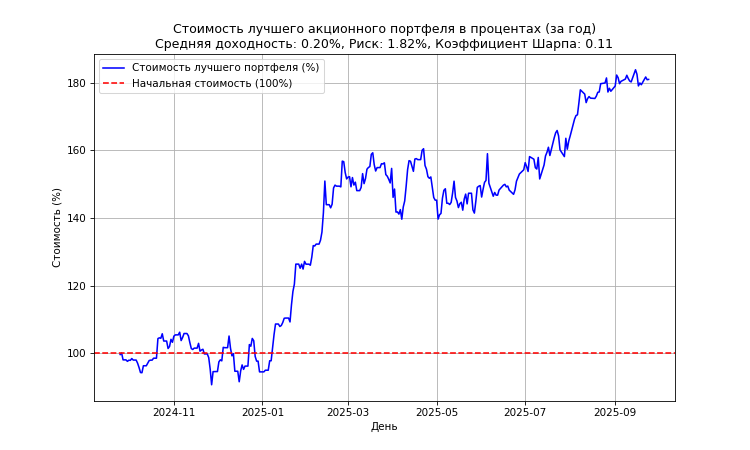 Стоимость лучшего акционного портфеля в процентах (за год)
Средняя доходность: 0.20%, Риск: 1.82%, Коэффициент Шарпа: 0.11
Стоимость лучшего портфеля (%)
Начальная стоимость (100%)
Стоимость (%)
180
160
140
120
100
2024-11
2025-01
2025-03
2025-05
2025-07
2025-09
День